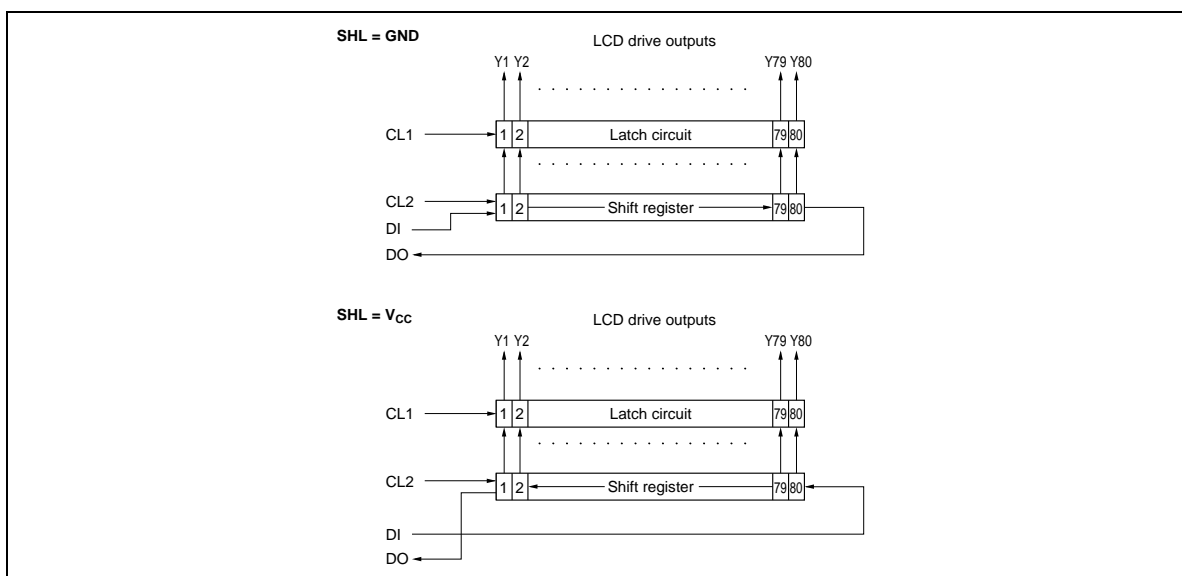 SHL = GND
LCD drive outputs
Y1 Y2 Y79 Y80
. . . . . . . . . . . . . . . .
CL1 1 2 Latch circuit 79 80
. . . . . . . . . . . . . . . .
CL2 1 2 Shift register 79 80
DI
DO
SHL = VCC
LCD drive outputs
Y1 Y2 Y79 Y80
. . . . . . . . . . . . . . . .
CL1 1 2 Latch circuit 79 80
. . . . . . . . . . . . . . . .
CL2 1 2 Shift register 79 80
DI
DO